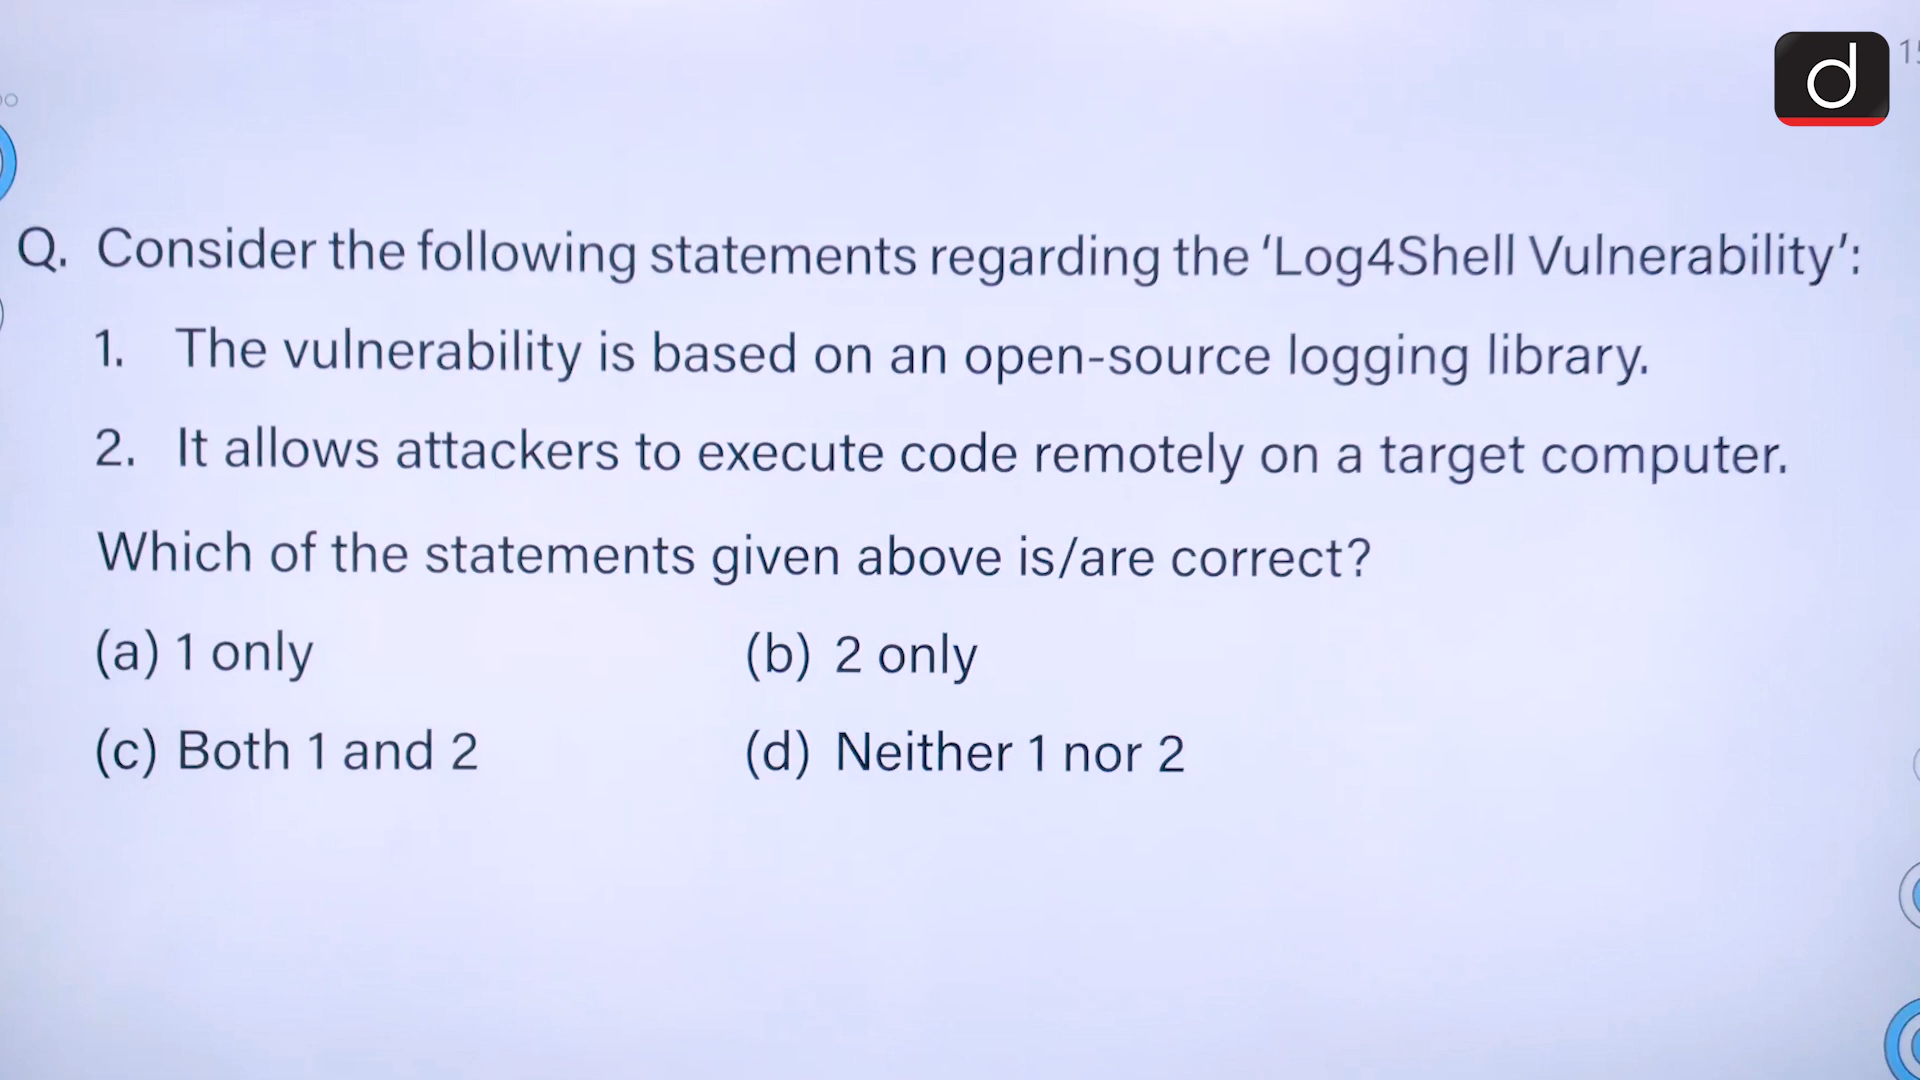 Q. Consider the following statements regarding the ‘Log4Shell Vulnerability’:
1. The vulnerability is based on an open-source logging library.
2. It allows attackers to execute code remotely on a target computer.
Which of the statements given above is/are correct?
(a) 1 only (b) 2 only
(c) Both 1 and 2 (d) Neither 1 nor 2